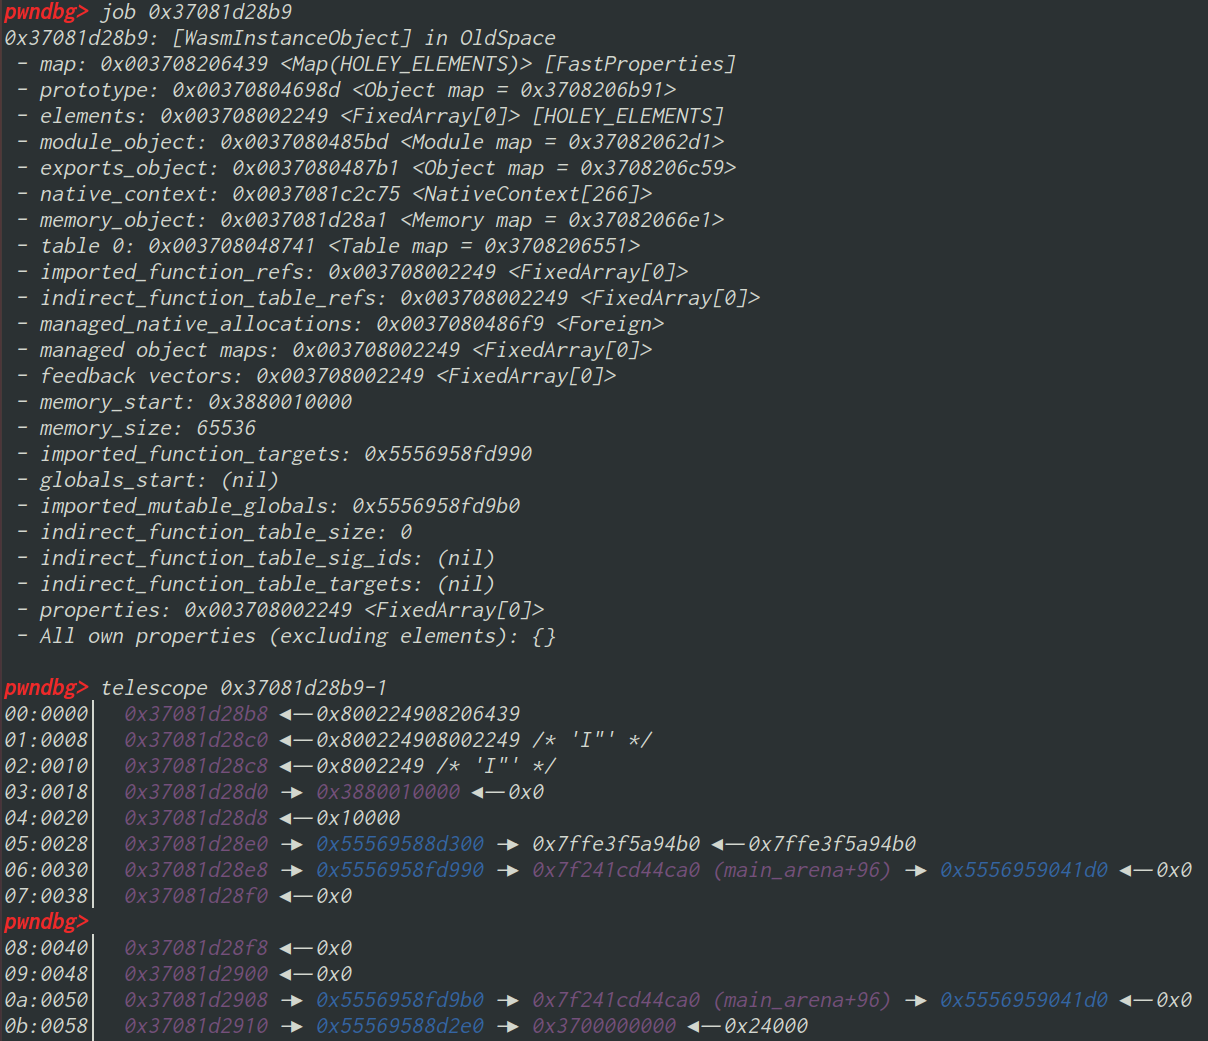 pwndbg> job 0x37081d28b9
0x37081d28b9: [WasmInstanceObject] in OldSpace
- map: 0x003708206439 <Map(HOLEY_ELEMENTS)> [FastProperties]
- prototype: 0x00370804698d <Object map = 0x3708206b91>
- elements: 0x003708002249 <FixedArray[0]> [HOLEY_ELEMENTS]
- module_object: 0x0037080485bd <Module map = 0x37082062d1>
- exports_object: 0x0037080487b1 <Object map = 0x3708206c59>
- native_context: 0x0037081c2c75 <NativeContext[266]>
- memory_object: 0x0037081d28a1 <Memory map = 0x37082066e1>
- table 0: 0x003708048741 <Table map = 0x3708206551>
- imported_function_refs: 0x003708002249 <FixedArray[0]>
- indirect_function_table_refs: 0x003708002249 <FixedArray[0]>
- managed_native_allocations: 0x0037080486f9 <Foreign>
- managed object maps: 0x003708002249 <FixedArray[0]>
- feedback vectors: 0x003708002249 <FixedArray[0]>
- memory_start: 0x3880010000
- memory_size: 65536
- imported_function_targets: 0x5556958fd990
- globals_start: (nil)
- imported_mutable_globals: 0x5556958fd9b0
- indirect_function_table_size: 0
- indirect_function_table_sig_ids: (nil)
- indirect_function_table_targets: (nil)
- properties: 0x003708002249 <FixedArray[0]>
- All own properties (excluding elements): {}
pwndbg> telescope 0x37081d28b9-1
00:0000│ 0x37081d28b8 ◂— 0x800224908206439
01:0008│ 0x37081d28c0 ◂— 0x800224908002249 /* 'I"' */
02:0010│ 0x37081d28c8 ◂— 0x8002249 /* 'I"' */
03:0018│ 0x37081d28d0 —▸ 0x3880010000 ◂— 0x0
04:0020│ 0x37081d28d8 ◂— 0x10000
05:0028│ 0x37081d28e0 —▸ 0x55569588d300 —▸ 0x7ffe3f5a94b0 ◂— 0x7ffe3f5a94b0
06:0030│ 0x37081d28e8 —▸ 0x5556958fd990 —▸ 0x7f241cd44ca0 (main_arena+96) —▸ 0x5556959041d0 ◂— 0x0
07:0038│ 0x37081d28f0 ◂— 0x0
pwndbg>
08:0040│ 0x37081d28f8 ◂— 0x0
09:0048│ 0x37081d2900 ◂— 0x0
0a:0050│ 0x37081d2908 —▸ 0x5556958fd9b0 —▸ 0x7f241cd44ca0 (main_arena+96) —▸ 0x5556959041d0 ◂— 0x0
0b:0058│ 0x37081d2910 —▸ 0x55569588d2e0 —▸ 0x3700000000 ◂— 0x24000